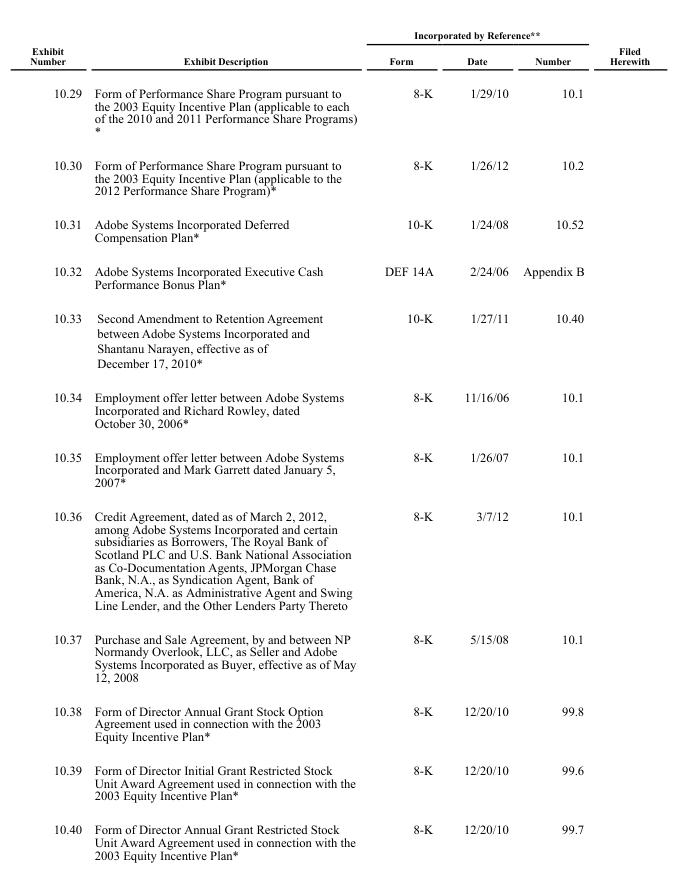 Incorporated by Reference**
Exhibit Number Exhibit Description Form Date Number Filed Herewith
10.29 Form of Performance Share Program pursuant to 8-K 1/29/10 10.1
the 2003 Equity Incentive Plan (applicable to each
of the 2010 and 2011 Performance Share Programs)
*
10.30 Form of Performance Share Program pursuant to 8-K 1/26/12 10.2
the 2003 Equity Incentive Plan (applicable to the
2012 Performance Share Program)*
10.31 Adobe Systems Incorporated Deferred 10-K 1/24/08 10.52
Compensation Plan*
10.32 Adobe Systems Incorporated Executive Cash DEF 14A 2/24/06 Appendix B
Performance Bonus Plan*
10.33 Second Amendment to Retention Agreement 10-K 1/27/11 10.40
between Adobe Systems Incorporated and
Shantanu Narayen, effective as of
December 17, 2010*
10.34 Employment offer letter between Adobe Systems 8-K 11/16/06 10.1
Incorporated and Richard Rowley, dated
October 30, 2006*
10.35 Employment offer letter between Adobe Systems 8-K 1/26/07 10.1
Incorporated and Mark Garrett dated January 5,
2007*
10.36 Credit Agreement, dated as of March 2, 2012, 8-K 3/7/12 10.1
among Adobe Systems Incorporated and certain
subsidiaries as Borrowers, The Royal Bank of
Scotland PLC and U.S. Bank National Association
as Co-Documentation Agents, JPMorgan Chase
Bank, N.A., as Syndication Agent, Bank of
America, N.A. as Administrative Agent and Swing
Line Lender, and the Other Lenders Party Thereto
10.37 Purchase and Sale Agreement, by and between NP 8-K 5/15/08 10.1
Normandy Overlook, LLC, as Seller and Adobe
Systems Incorporated as Buyer, effective as of May
12, 2008
10.38 Form of Director Annual Grant Stock Option 8-K 12/20/10 99.8
Agreement used in connection with the 2003
Equity Incentive Plan*
10.39 Form of Director Initial Grant Restricted Stock 8-K 12/20/10 99.6
Unit Award Agreement used in connection with the
2003 Equity Incentive Plan*
10.40 Form of Director Annual Grant Restricted Stock 8-K 12/20/10 99.7
Unit Award Agreement used in connection with the
2003 Equity Incentive Plan*